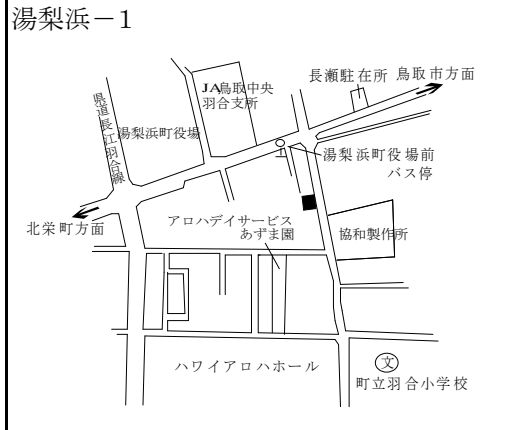 湯梨浜－1
長瀬駐在所
鳥取市方面
JA鳥取中央
羽合支所
県道長江羽合線
湯梨浜町役場
湯梨浜町役場前
バス停
北栄町方面
アロハデイサービス
あずま園
協和製作所
ハワイアロハホール
文
町立羽合小学校